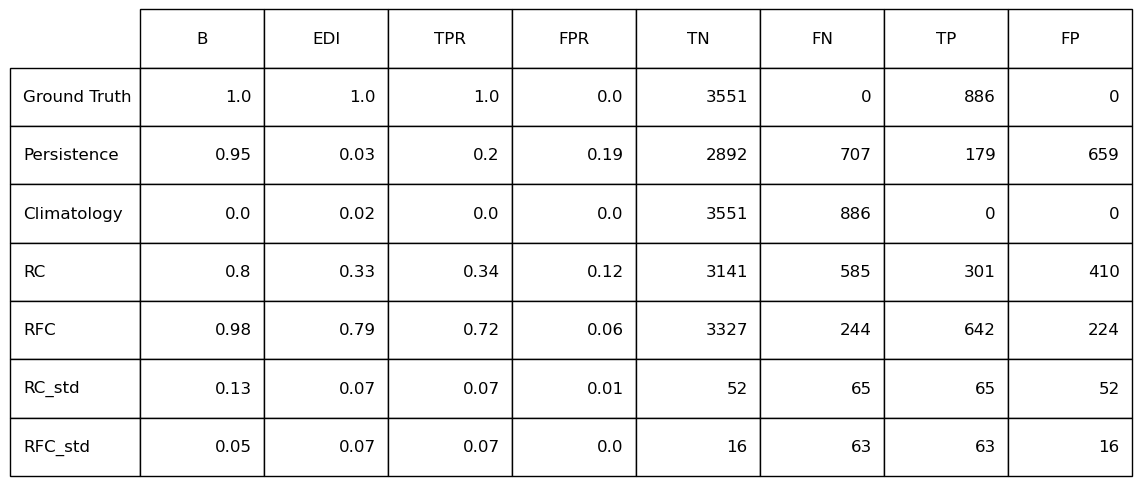 B EDI TPR FPR TN FN TP FP
Ground Truth 1.0 1.0 1.0 0.0 3551 0 886 0
Persistence 0.95 0.03 0.2 0.19 2892 707 179 659
Climatology 0.0 0.02 0.0 0.0 3551 886 0 0
RC 0.8 0.33 0.34 0.12 3141 585 301 410
RFC 0.98 0.79 0.72 0.06 3327 244 642 224
RC_std 0.13 0.07 0.07 0.01 52 65 65 52
RFC_std 0.05 0.07 0.07 0.0 16 63 63 16